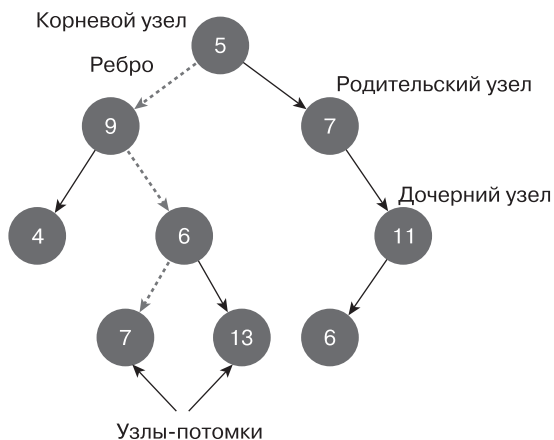 Корневой узел
5
Ребро
Родительский узел
9
7
Дочерний узел
4
6
11
7
13
6
Узлы-потомки